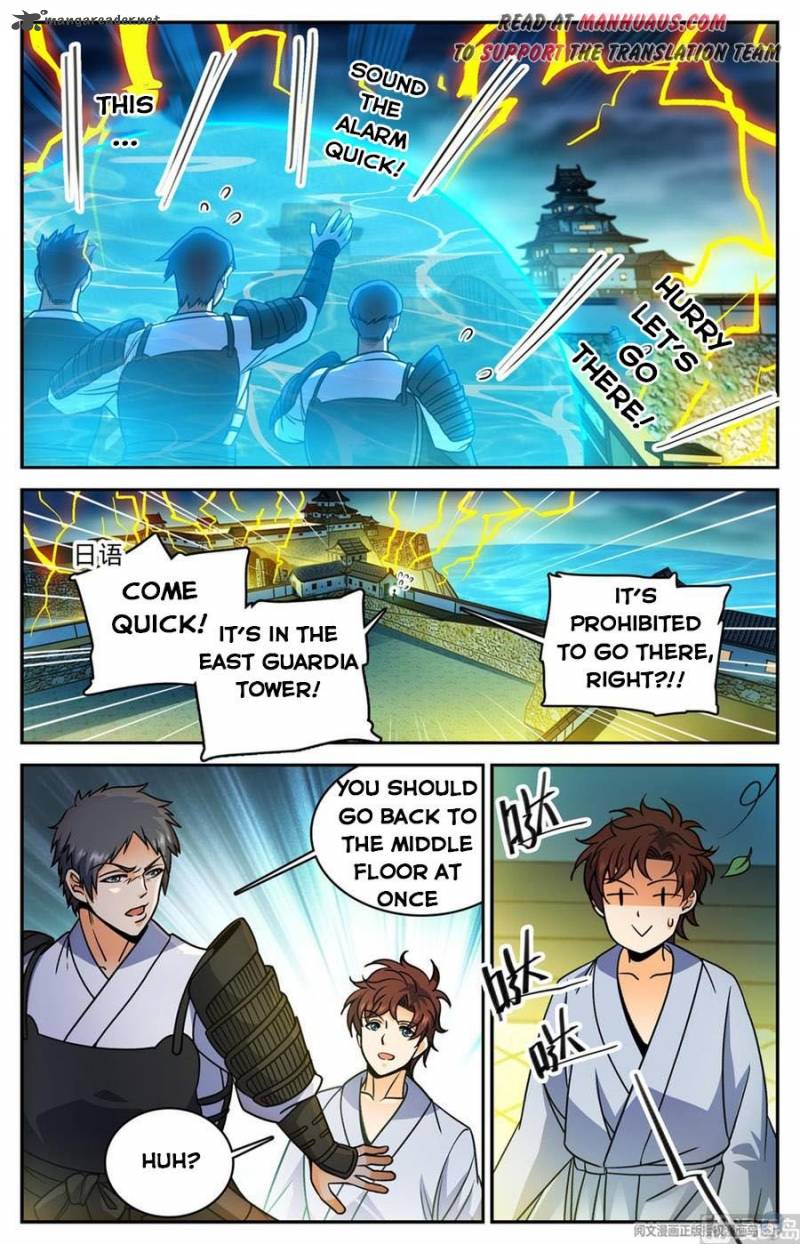 mangareader.net
READ AT MANHUAUS.COM
TO SUPPORT THE TRANSLATION TEAM
THIS
...
SOUND
THE
ALARM
QUICK!
HURRY
LET'S
GO
THERE!
日语
COME
QUICK!
IT'S IN THE
EAST GUARDIA
TOWER!
IT'S
PROHIBITED
TO GO THERE,
RIGHT?!!
YOU SHOULD
GO BACK TO
THE MIDDLE
FLOOR AT
ONCE
HUH?
哒
哒
哒